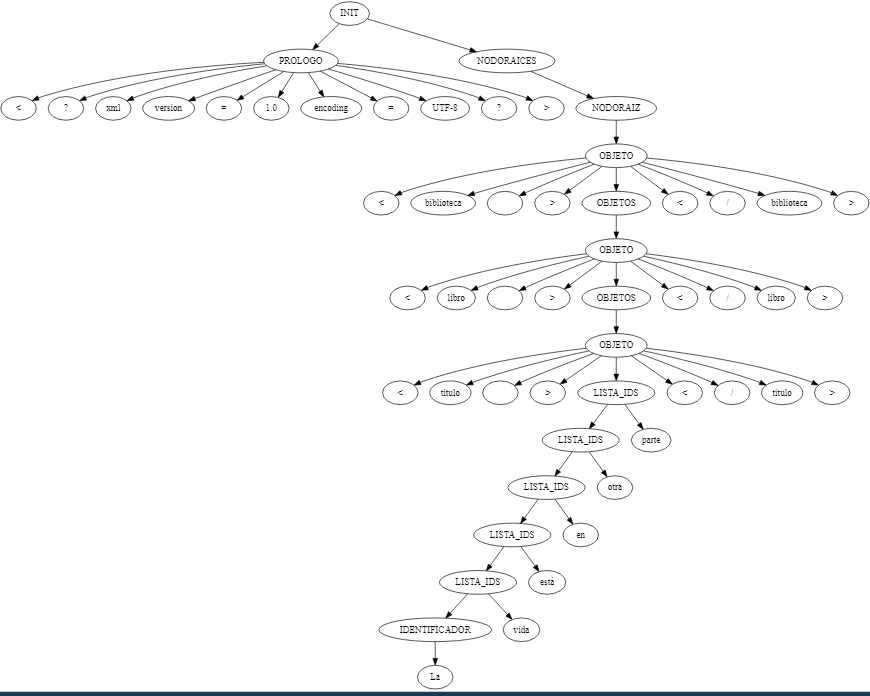 INIT
PROLOGO NODORAICES
< ? xml version = 1.0 encoding = UTF-8 ? > NODORAIZ
OBJETO
< biblioteca > OBJETOS < / biblioteca >
OBJETO
< libro > OBJETOS < / libro >
OBJETO
< titulo > LISTA_IDS < / titulo >
LISTA_IDS parte
LISTA_IDS otra
LISTA_IDS en
LISTA_IDS está
IDENTIFICADOR vida
La